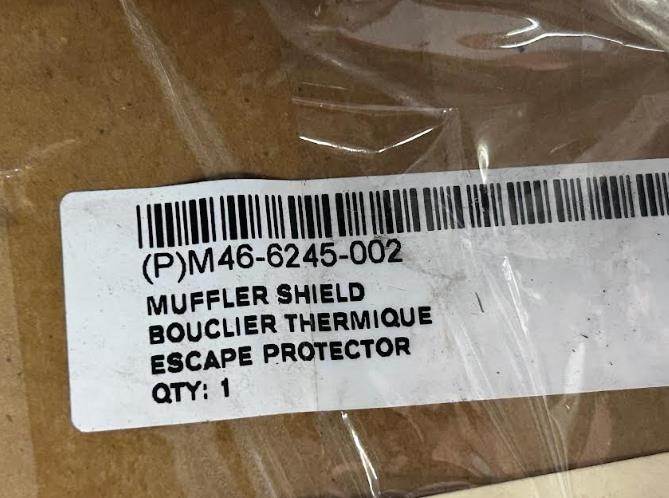 (P)M46-6245-002
MUFFLER SHIELD
BOUCLIER THERMIQUE
ESCAPE PROTECTOR
QTY: 1